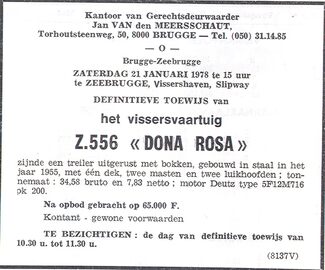 Kantoor van Gerechtsdeurwaarder
Jan VAN den MEERSSCHAUT,
Torhoutsteenweg, 50, 8000 BRUGGE — Tel. (050) 31.14.85
— O —
Brugge-Zeebrugge
ZATERDAG 21 JANUARI 1978 te 15 uur
te ZEEBRUGGE, Vissershaven, Slipway
DEFINITIEVE TOEWIJS van
het vissersvaartuig
Z.556 « DONA ROSA »
zijnde een treiler uitgerust met bokken, gebouwd in staal in het
jaar 1955, met één dek, twee masten en twee luikhoofden ; ton-
nemaat : 34,58 bruto en 7,83 netto ; motor Deutz type 5F12M716
pk 200.
Na opbod gebracht op 65.000 F.
Kontant - gewone voorwaarden
TE BEZICHTIGEN : de dag van definitieve toewijs van
10.30 u. tot 11.30 u.
(8137V)